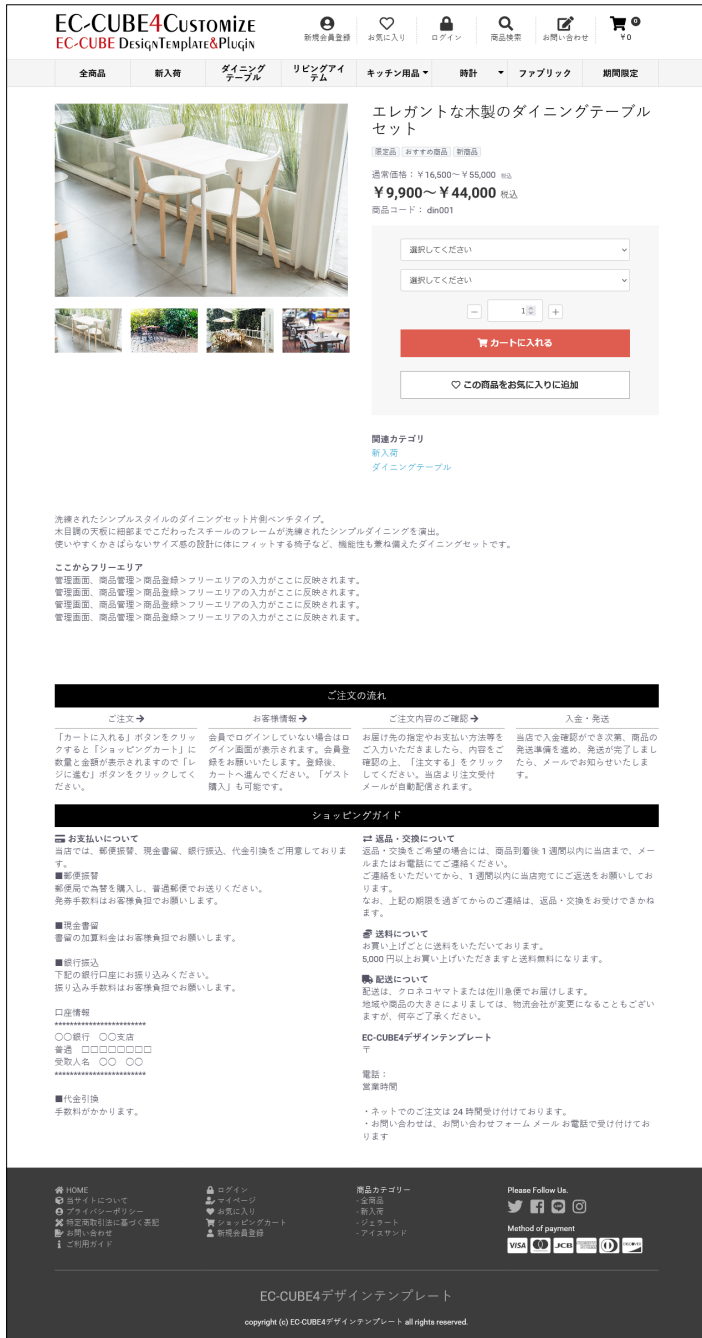 EC-CUBE4Customize
EC-CUBE DesignTemplate&Plugin
新規会員登録
お気に入り
ログイン
商品検索
お問い合わせ
0
¥0
全商品
新入荷
ダイニング
テーブル
リビングアイ
テム
キッチン用品
時計
ファブリック
期間限定
エレガントな木製のダイニングテーブル
セット
限定品 おすすめ商品 新商品
通常価格：￥16,500～￥55,000 税込
￥9,900～￥44,000 税込
商品コード： din001
選択してください
選択してください
1
カートに入れる
この商品をお気に入りに追加
関連カテゴリ
新入荷
ダイニングテーブル
洗練されたシンプルスタイルのダイニングセット片側ベンチタイプ。
木目調の天板に細部までこだわったスチールのフレームが洗練されたシンプルダイニングを演出。
使いやすくかさばらないサイズ感の設計に体にフィットする椅子など、機能性も兼ね備えたダイニングセットです。
ここからフリーエリア
管理画面、商品管理＞商品登録＞フリーエリアの入力がここに反映されます。
管理画面、商品管理＞商品登録＞フリーエリアの入力がここに反映されます。
管理画面、商品管理＞商品登録＞フリーエリアの入力がここに反映されます。
管理画面、商品管理＞商品登録＞フリーエリアの入力がここに反映されます。
ご注文の流れ
ご注文
「カートに入れる」ボタンをクリッ
クすると「ショッピングカート」に
数量と金額が表示されますので「レ
ジに進む」ボタンをクリックしてく
ださい。
お客様情報
会員でログインしていない場合はロ
グイン画面が表示されます。会員登
録をお願いいたします。登録後、
カートへ進んでください。「ゲスト
購入」も可能です。
ご注文内容のご確認
お届け先の指定やお支払い方法等を
ご入力いただきましたら、内容をご
確認の上、「注文する」をクリック
してください。当店より注文受付
メールが自動配信されます。
入金・発送
当店で入金確認ができ次第、商品の
発送準備を進め、発送が完了しまし
たら、メールでお知らせいたしま
す。
ショッピングガイド
お支払いについて
当店では、郵便振替、現金書留、銀行振込、代金引換をご用意しておりま
す。
■郵便振替
郵便局で為替を購入し、普通郵便でお送りください。
発券手数料はお客様負担でお願いします。
■現金書留
書留の加算料金はお客様負担でお願いします。
■銀行振込
下記の銀行口座にお振り込みください。
振り込み手数料はお客様負担でお願いします。
口座情報
************************
〇〇銀行 〇〇支店
普通 □□□□□□□□
受取人名 〇〇 〇〇
************************
■代金引換
手数料がかかります。
返品・交換について
返品・交換をご希望の場合には、商品到着後1週間以内に当店まで、メー
ルまたはお電話にてご連絡ください。
ご連絡をいただいてから、1週間以内に当店宛てにご返送をお願いしてお
ります。
なお、上記の期限を過ぎてからのご連絡は、返品・交換をお受けできかね
ます。
送料について
お買い上げごとに送料をいただいております。
5,000円以上お買い上げいただきますと送料無料になります。
配送について
配送は、クロネコヤマトまたは佐川急便でお届けします。
地域や商品の大きさによりましては、物流会社が変更になることもござい
ますが、何卒ご了承ください。
EC-CUBE4デザインテンプレート
〒
電話：
営業時間
・ネットでのご注文は24時間受け付けております。
・お問い合わせは、お問い合わせフォーム メール お電話で受け付けてお
ります
HOME
当サイトについて
プライバシーポリシー
特定商取引法に基づく表記
お問い合わせ
ご利用ガイド
ログイン
マイページ
お気に入り
ショッピングカート
新規会員登録
商品カテゴリー
- 全商品
- 新入荷
- ジェラート
- アイスサンド
Please Follow Us.
Method of payment
VISA
JCB
DISCOVER
EC-CUBE4デザインテンプレート
copyright (c) EC-CUBE4デザインテンプレート all rights reserved.